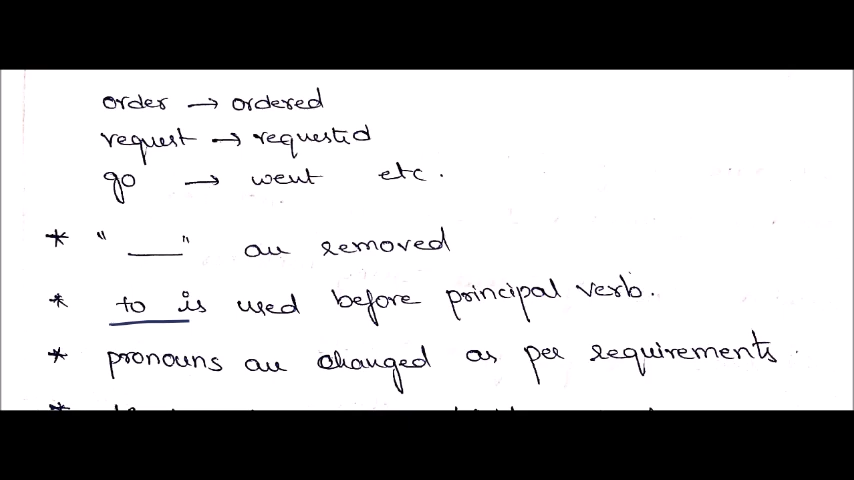 order → ordered
request → requested
go → went etc.
* " ___ " are removed
* to is used before principal verb.
* pronouns are changed as per requirements.